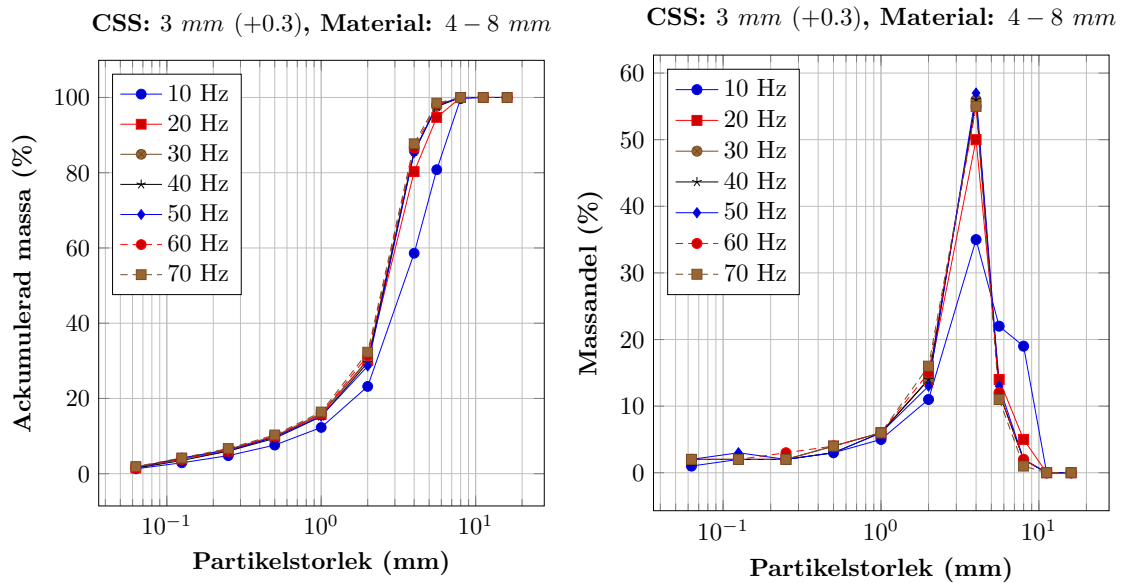 CSS: 3 mm (+0.3), Material: 4 − 8 mm
Ackumulerad massa (%)
100
80
60
40
20
0
10 Hz
20 Hz
30 Hz
40 Hz
50 Hz
60 Hz
70 Hz
10⁻¹ 10⁰ 10¹
Partikelstorlek (mm)
CSS: 3 mm (+0.3), Material: 4 − 8 mm
Massandel (%)
60
50
40
30
20
10
0
10 Hz
20 Hz
30 Hz
40 Hz
50 Hz
60 Hz
70 Hz
10⁻¹ 10⁰ 10¹
Partikelstorlek (mm)